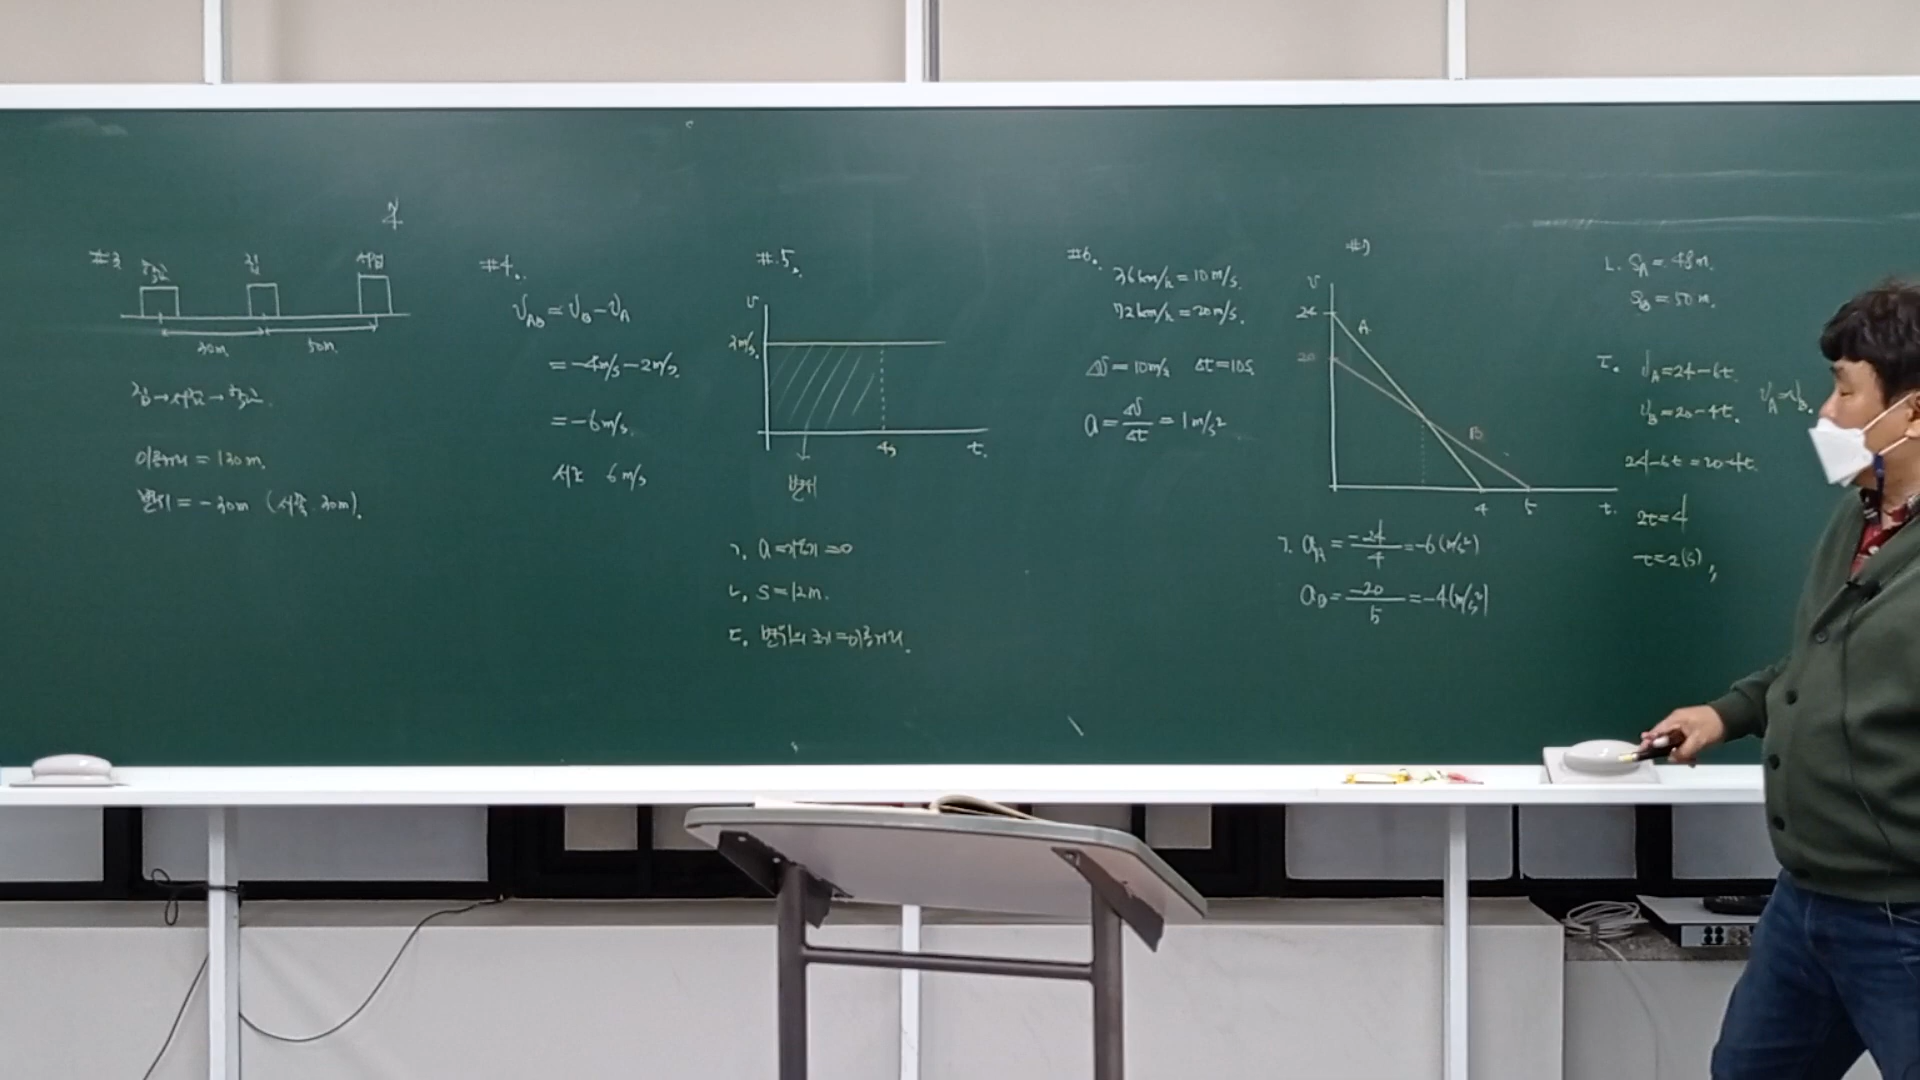 #3
학교 집 서점
30m 50m
집→서점→학교
이동거리 = 130m.
변위 = -30m (서쪽 30m).
#4.
V_AB = V_B - V_A
= -4m/s - 2m/s.
= -6m/s.
서쪽 6m/s
#5.
v
3m/s.
4s t.
변위
ㄱ. a=기울기=0
ㄴ. S=12m.
ㄷ. 변위의 크기=이동거리.
#6.
36km/h = 10m/s.
72km/h = 20m/s.
Δv = 10m/s Δt = 10s.
a = Δv/Δt = 1m/s²
#7
v
24
20
A
B
4 5 t.
ㄱ. a_A = -24/4 = -6(m/s²)
a_B = -20/5 = -4(m/s²)
ㄴ. S_A = 48m.
S_B = 50m.
ㄷ. V_A = 24-6t.
V_B = 20-4t.
V_A = V_B.
24-6t = 20-4t.
2t=4
t=2(s)